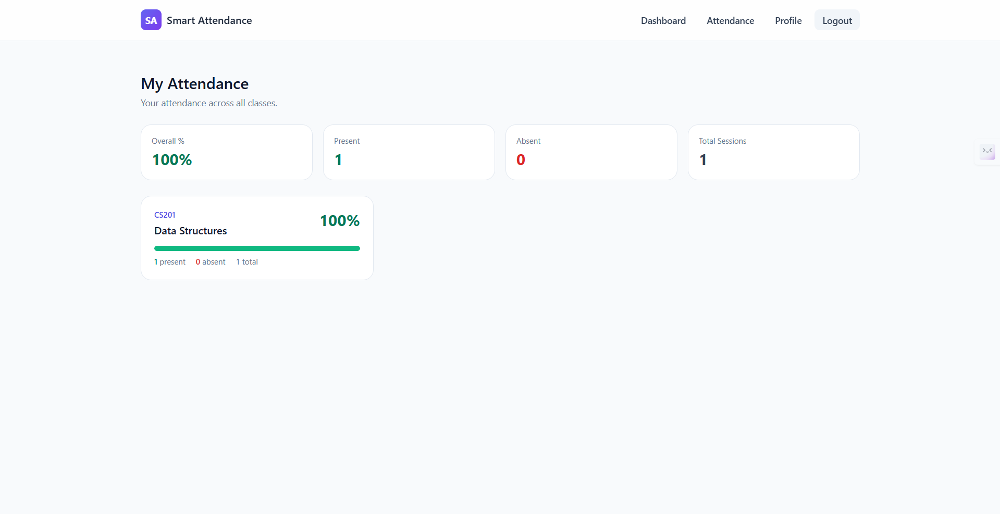 SA Smart Attendance
Dashboard Attendance Profile Logout
My Attendance
Your attendance across all classes.
Overall %
100%
Present
1
Absent
0
Total Sessions
1
CS201
Data Structures
100%
1 present 0 absent 1 total